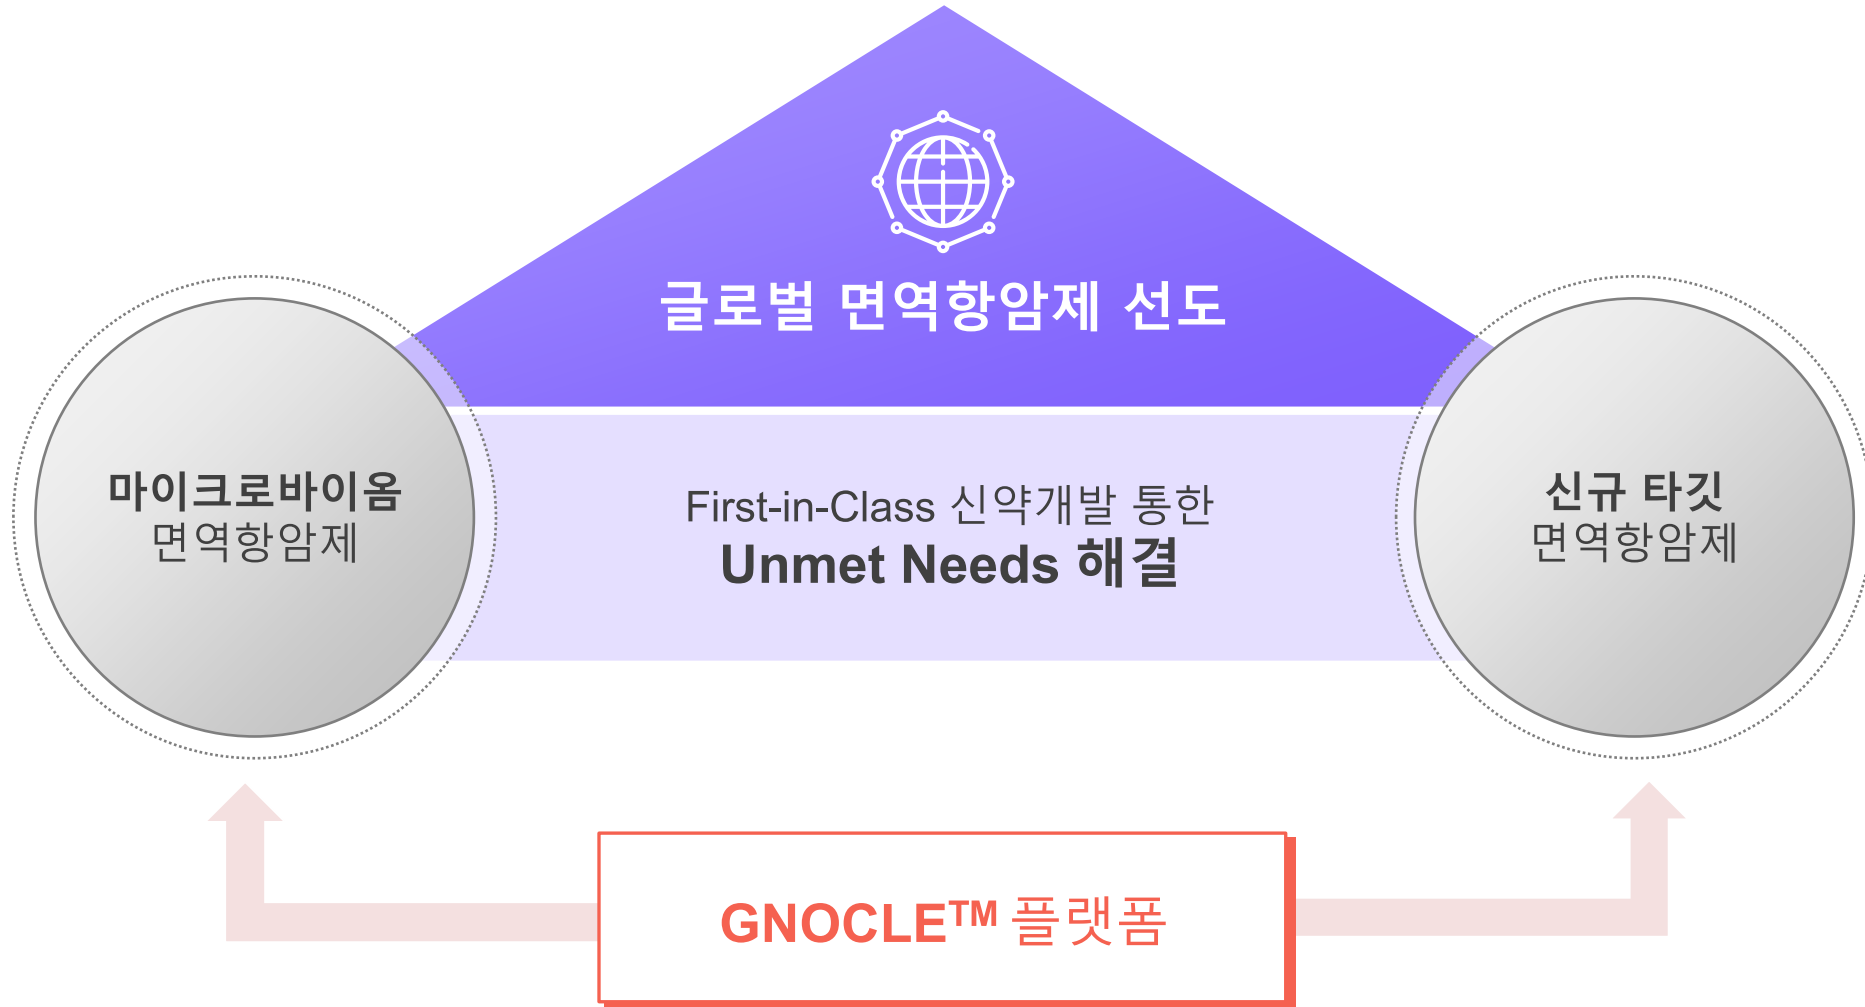 글로벌 면역항암제 선도
마이크로바이옴
면역항암제
First-in-Class 신약개발 통한
Unmet Needs 해결
신규 타깃
면역항암제
GNOCLE™ 플랫폼